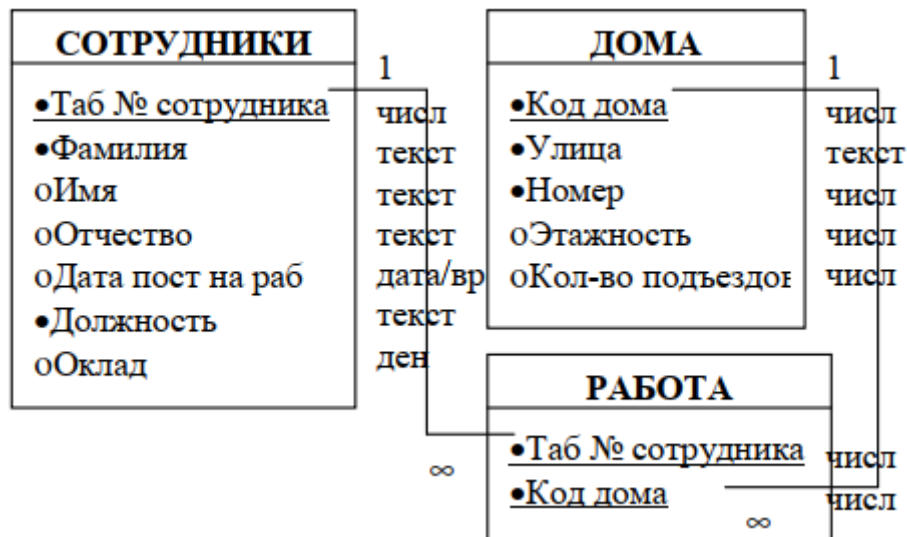 СОТРУДНИКИ
1
•Таб № сотрудника числ
•Фамилия текст
оИмя текст
оОтчество текст
оДата пост на раб дата/вр
•Должность текст
оОклад ден
∞
ДОМА
1
•Код дома числ
•Улица текст
•Номер числ
оЭтажность числ
оКол-во подъездов числ
РАБОТА
•Таб № сотрудника числ
•Код дома числ
∞